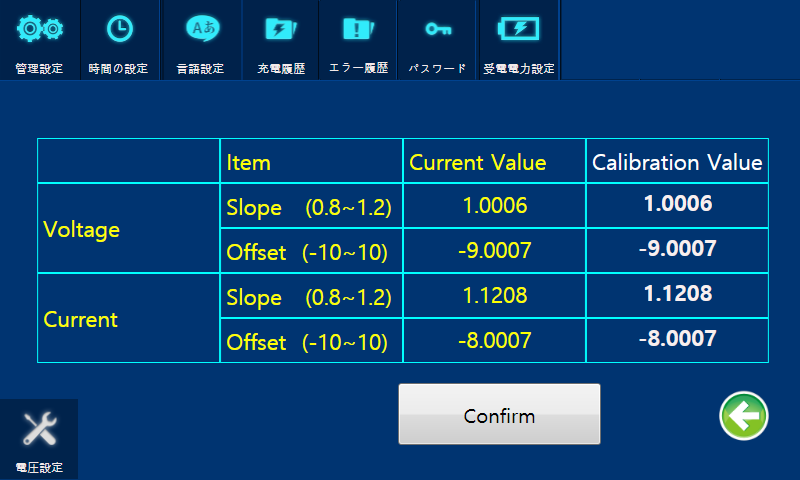 管理設定 時間の設定 言語設定 充電履歴 エラー履歴 パスワード 受電電力設定
Item Current Value Calibration Value
Voltage
Slope (0.8~1.2) 1.0006 1.0006
Offset (-10~10) -9.0007 -9.0007
Current
Slope (0.8~1.2) 1.1208 1.1208
Offset (-10~10) -8.0007 -8.0007
Confirm
電圧設定